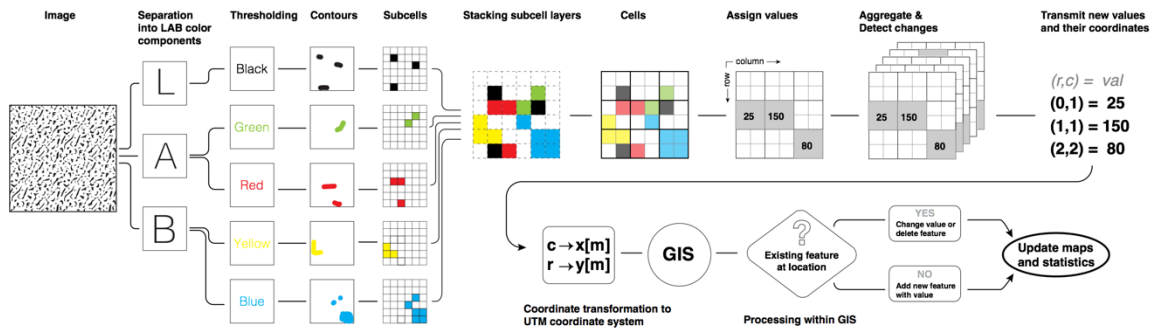 Image
Separation
into LAB color
components
Thresholding
Contours
Subcells
Stacking subcell layers
Cells
Assign values
Aggregate &
Detect changes
Transmit new values
and their coordinates
L
A
B
Black
Green
Red
Yellow
Blue
column
row
25 150
80
25 150
80
(r,c) = val
(0,1) = 25
(1,1) = 150
(2,2) = 80
c→x[m]
r→y[m]
Coordinate transformation to
UTM coordinate system
GIS
?
Existing feature
at location
Processing within GIS
YES
Change value or
delete feature
NO
Add new feature
with value
Update maps
and statistics